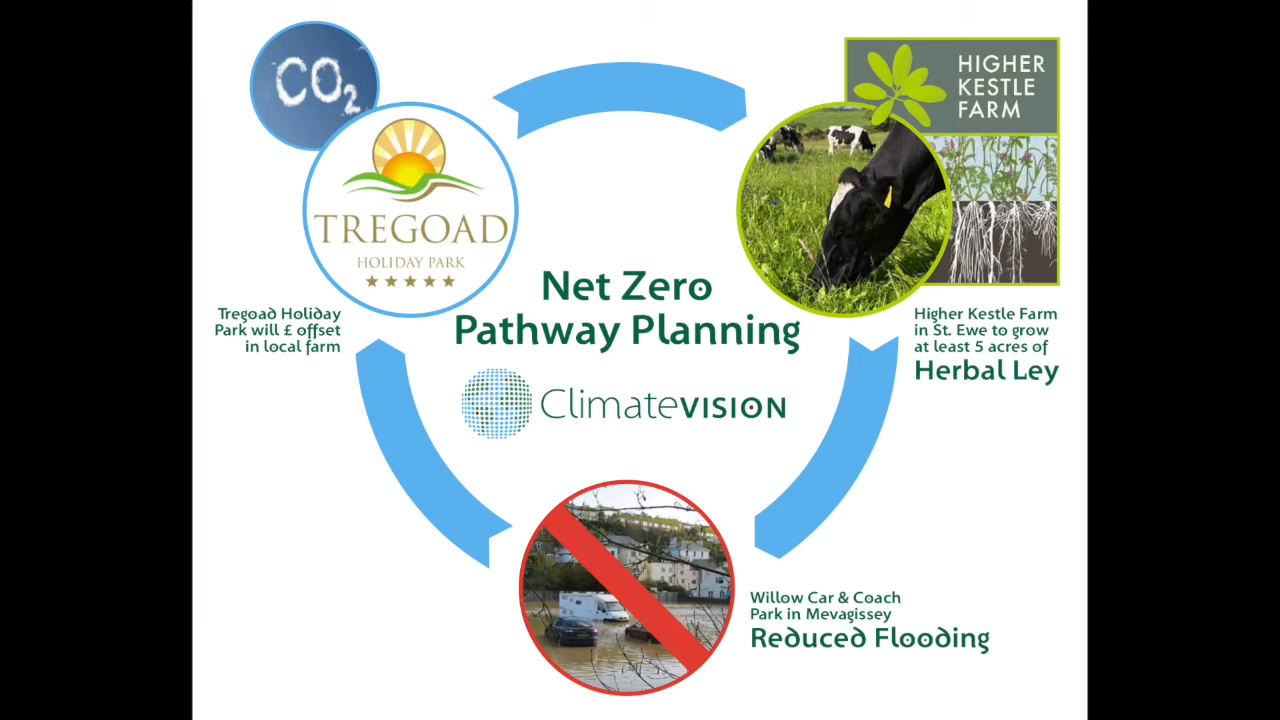 CO2
TREGOAD
HOLIDAY PARK
Tregoad Holiday
Park will £ offset
in local farm
HIGHER
KESTLE
FARM
Higher Kestle Farm
in St. Ewe to grow
at least 5 acres of
Herbal Ley
Net Zero
Pathway Planning
ClimateVISION
Willow Car & Coach
Park in Mevagissey
Reduced Flooding